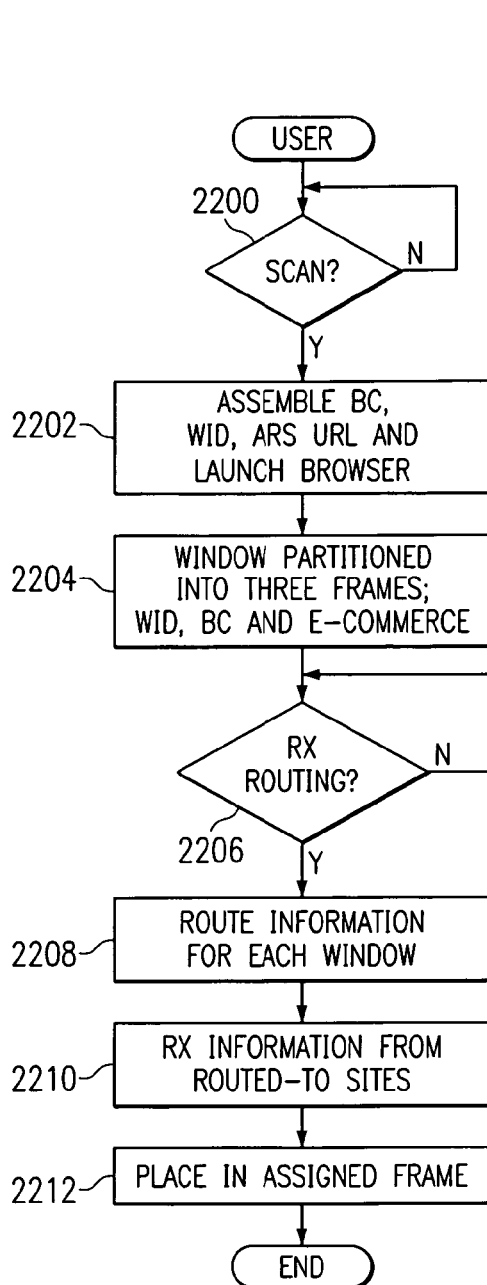 USER
2200
SCAN?
N
Y
2202
ASSEMBLE BC,
WID, ARS URL AND
LAUNCH BROWSER
2204
WINDOW PARTITIONED
INTO THREE FRAMES;
WID, BC AND E-COMMERCE
RX
ROUTING?
N
2206
Y
2208
ROUTE INFORMATION
FOR EACH WINDOW
2210
RX INFORMATION FROM
ROUTED-TO SITES
2212
PLACE IN ASSIGNED FRAME
END